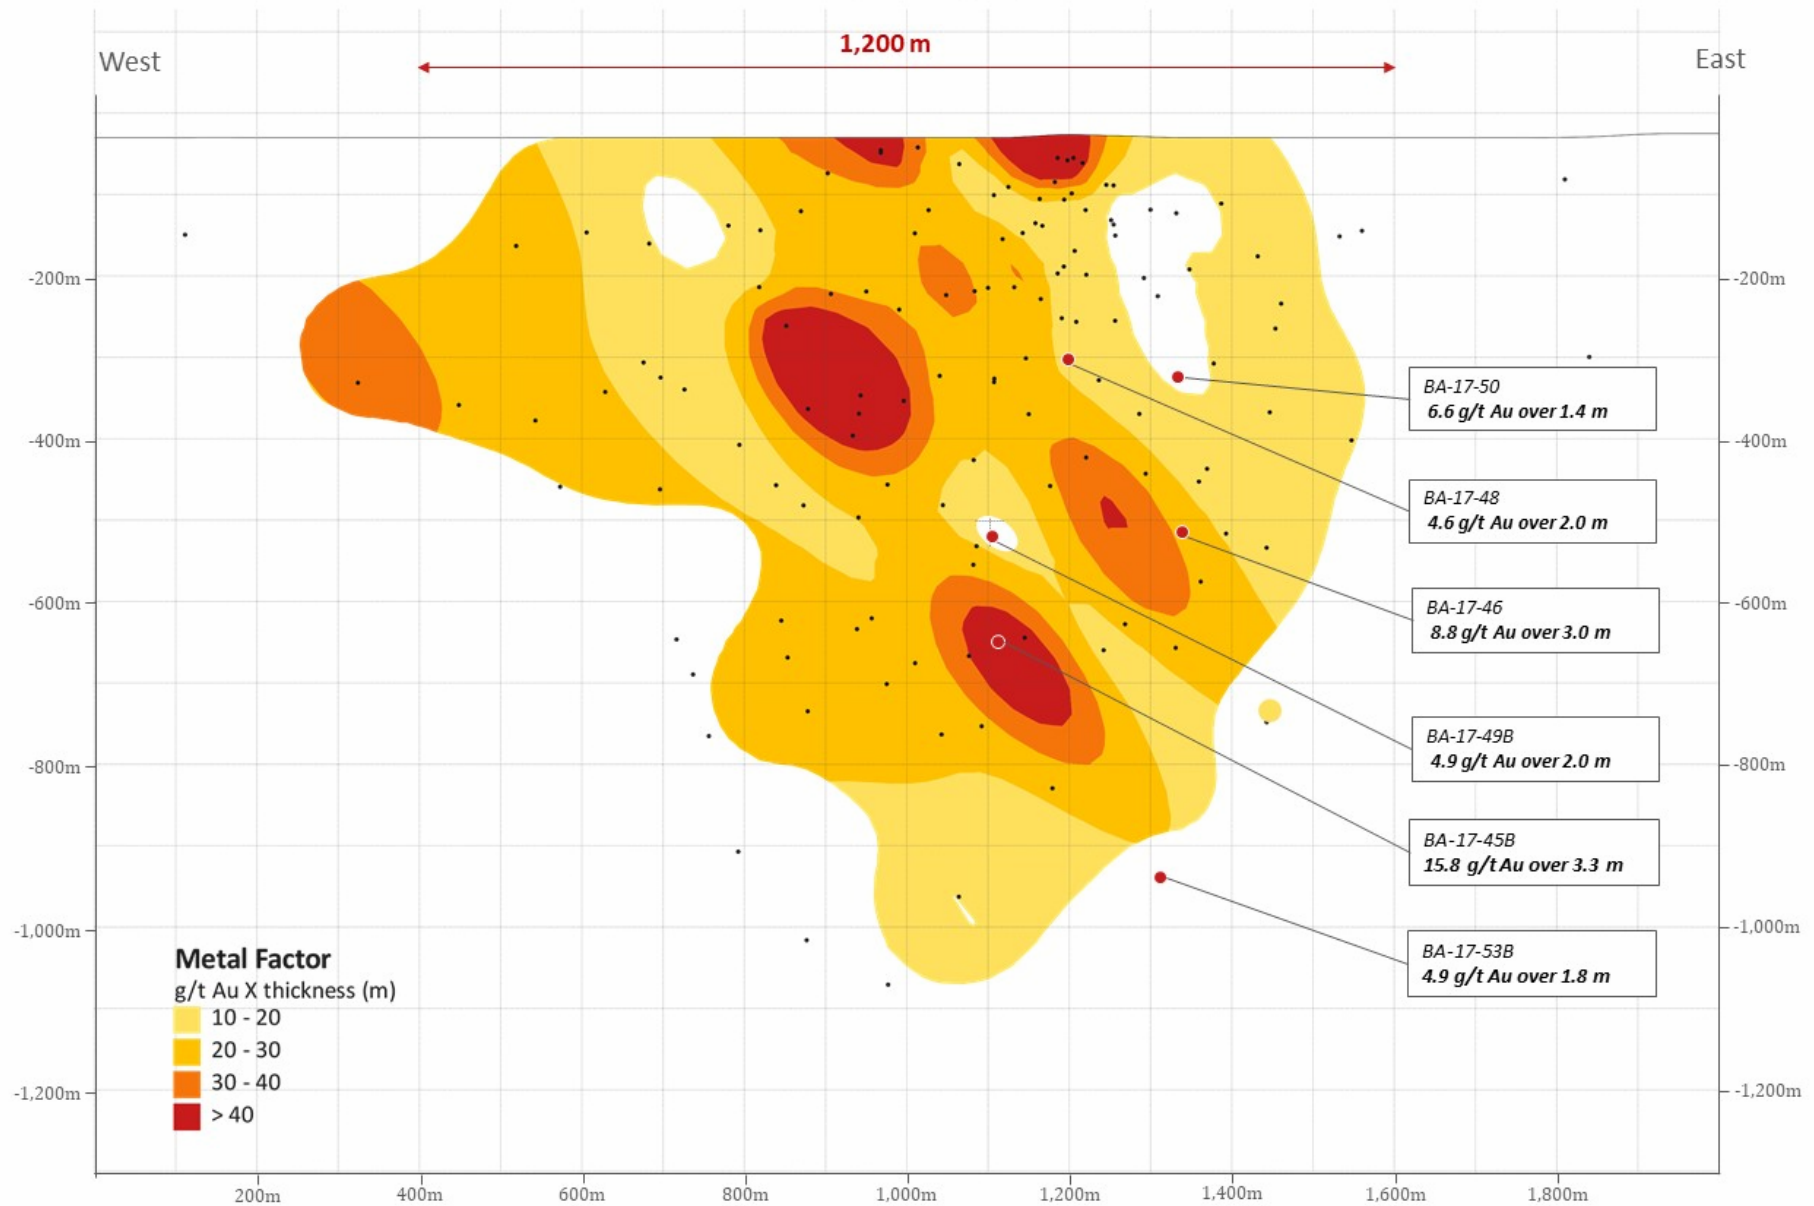 1,200 m
West
East
-200m
-400m
-600m
-800m
-1,000m
-1,200m
-200m
-400m
-600m
-800m
-1,000m
-1,200m
BA-17-50
6.6 g/t Au over 1.4 m
BA-17-48
4.6 g/t Au over 2.0 m
BA-17-46
8.8 g/t Au over 3.0 m
BA-17-49B
4.9 g/t Au over 2.0 m
BA-17-45B
15.8 g/t Au over 3.3 m
BA-17-53B
4.9 g/t Au over 1.8 m
Metal Factor
g/t Au X thickness (m)
10 - 20
20 - 30
30 - 40
> 40
200m
400m
600m
800m
1,000m
1,200m
1,400m
1,600m
1,800m